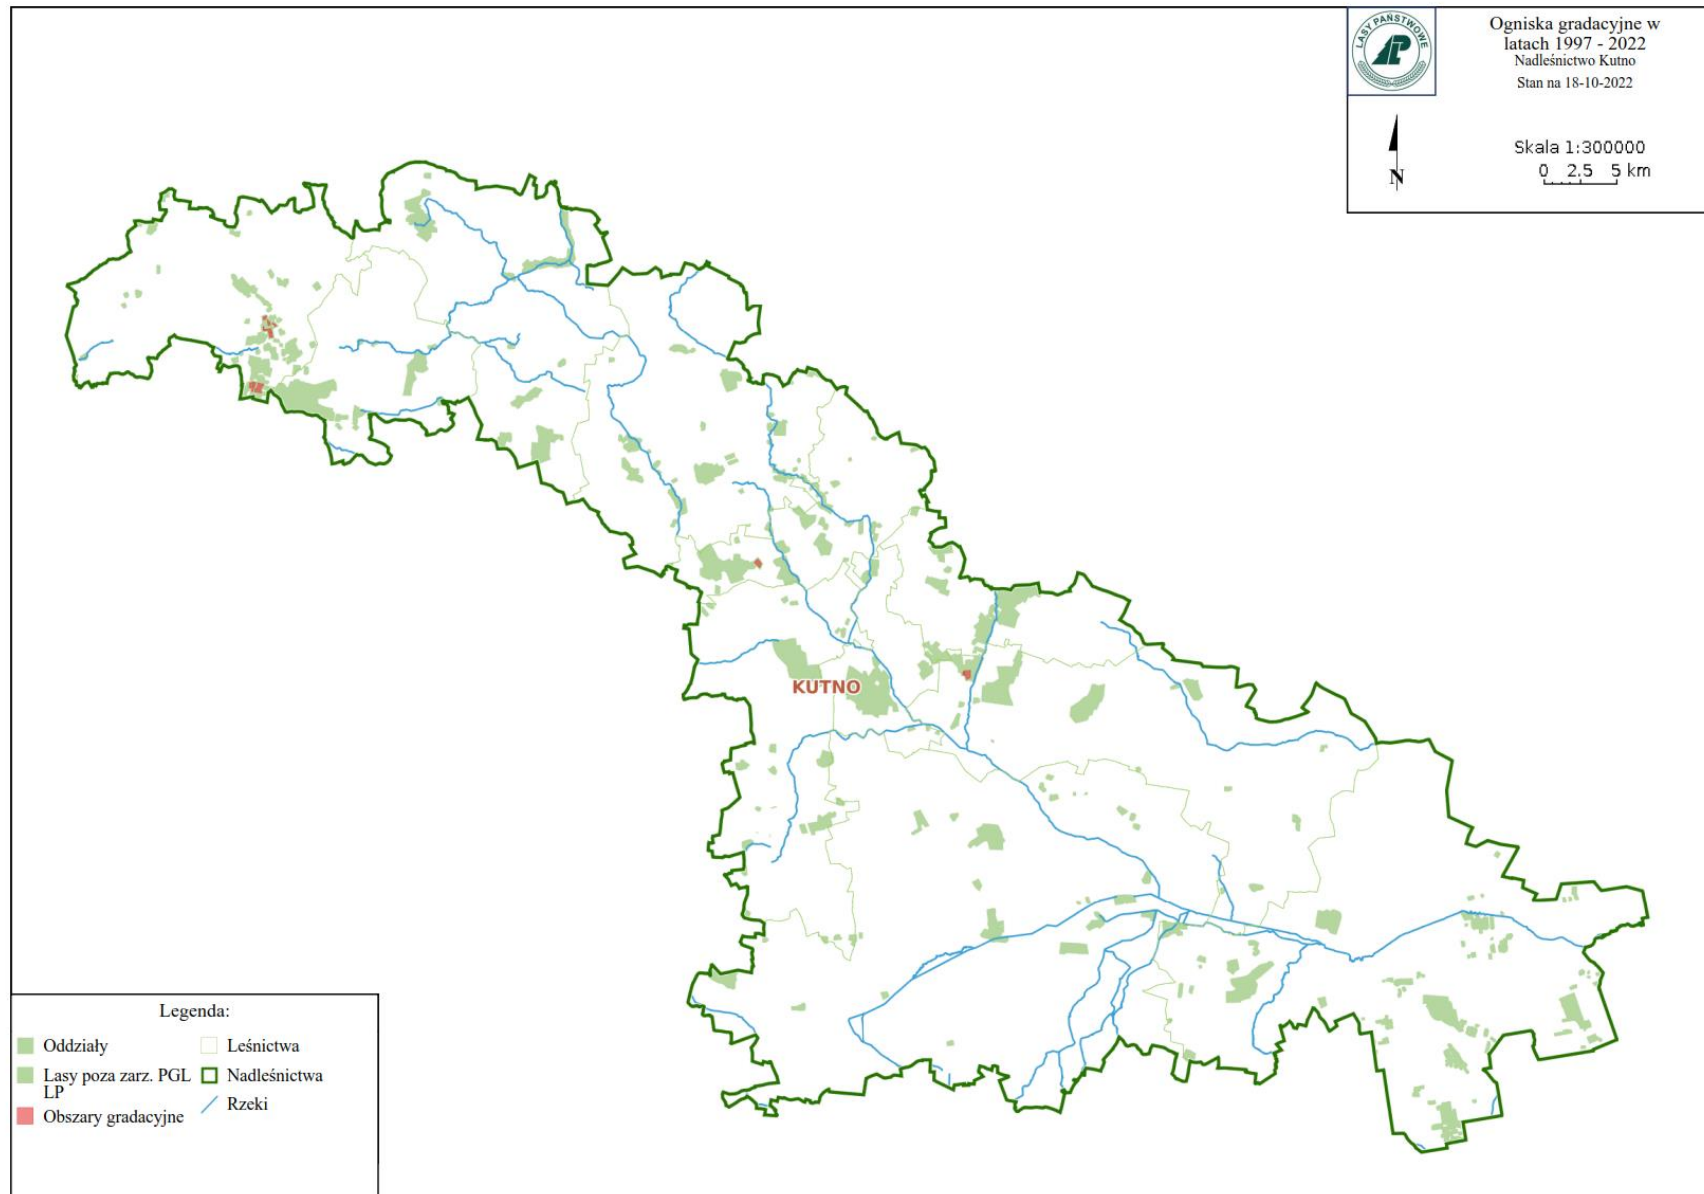 LASY PAŃSTWOWE
Ogniska gradacyjne w
latach 1997 - 2022
Nadleśnictwo Kutno
Stan na 18-10-2022
N
Skala 1:300000
0 2.5 5 km
KUTNO
Legenda:
Oddziały
Leśnictwa
Lasy poza zarz. PGL
LP
Nadleśnictwa
Obszary gradacyjne
Rzeki